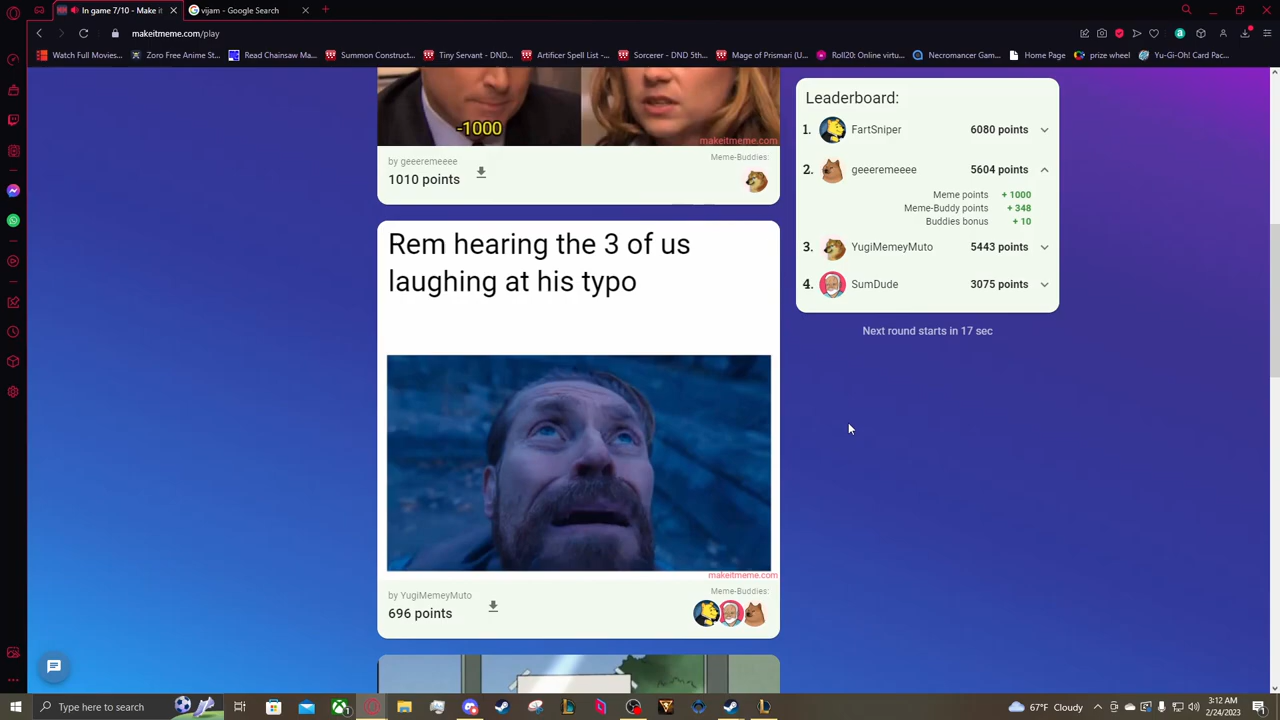 In game 7/10 - Make it
vijam - Google Search
makeitmeme.com/play
Watch Full Movies...
Zoro Free Anime St...
Read Chainsaw Ma...
Summon Construct...
Tiny Servant - DND...
Artificer Spell List -...
Sorcerer - DND 5th...
Mage of Prismari (U...
Roll20: Online virtu...
Necromancer Gam...
Home Page
prize wheel
Yu-Gi-Oh! Card Pac...
-1000
makeitmeme.com
by geeeremeeee
1010 points
Meme-Buddies:
Rem hearing the 3 of us
laughing at his typo
makeitmeme.com
by YugiMemeyMuto
696 points
Meme-Buddies:
Leaderboard:
1. FartSniper 6080 points
2. geeeremeeee 5604 points
Meme points + 1000
Meme-Buddy points + 348
Buddies bonus + 10
3. YugiMemeyMuto 5443 points
4. SumDude 3075 points
Next round starts in 17 sec
Type here to search
67°F Cloudy
3:12 AM
2/24/2023